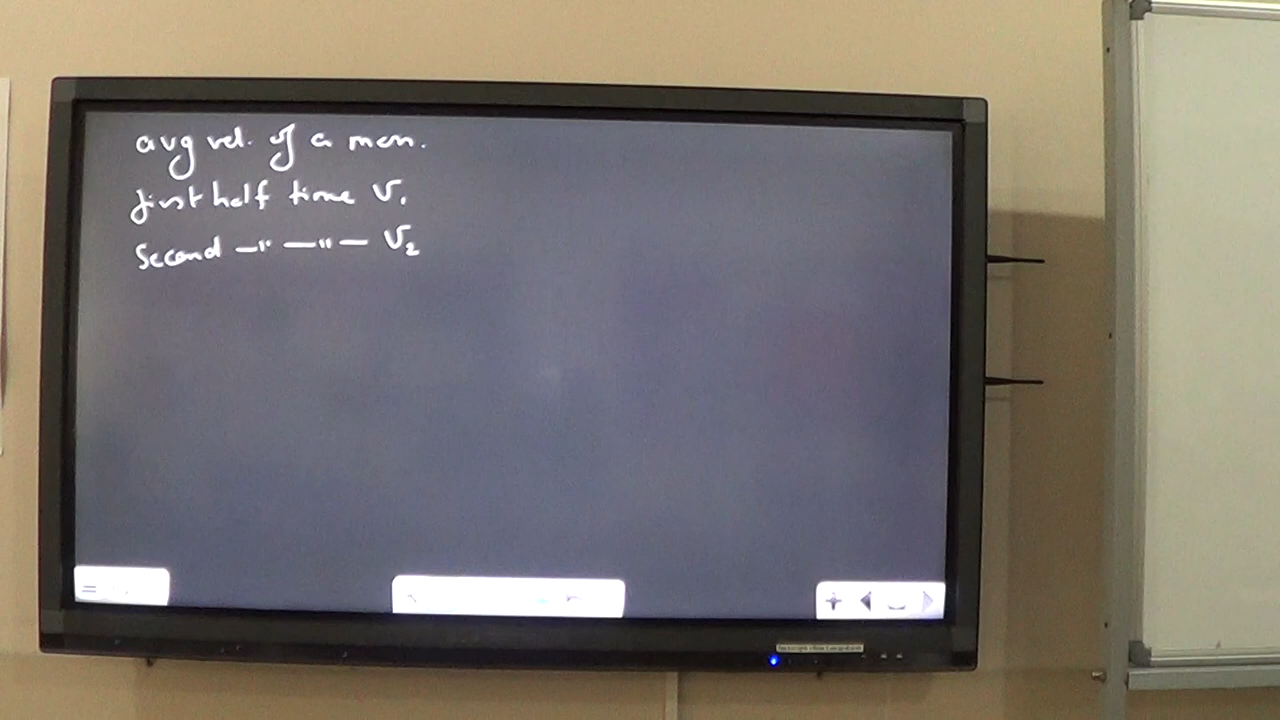 avg vel. of a man.
first half time V₁
Second —"— —"— V₂